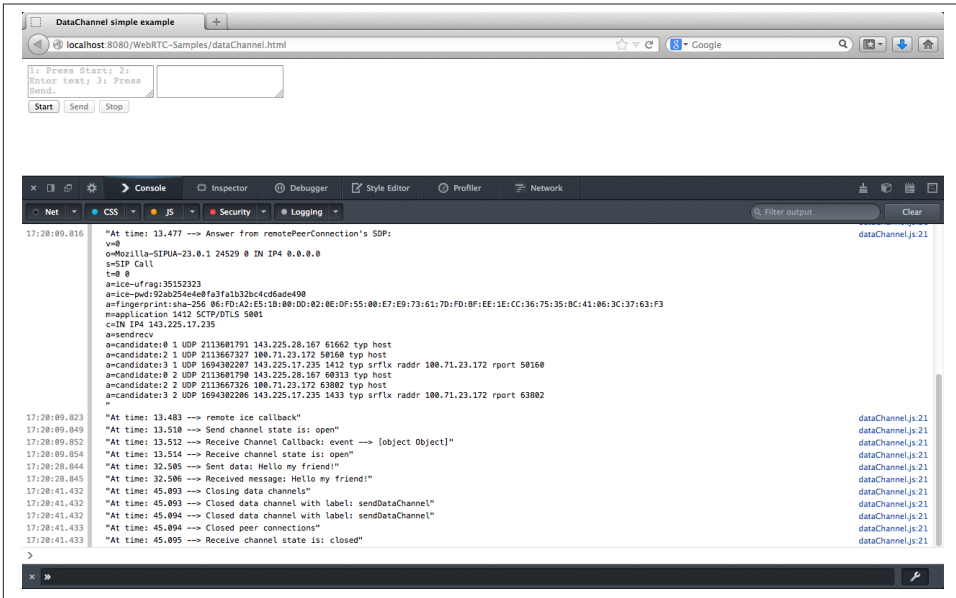 DataChannel simple example
localhost:8080/WebRTC-Samples/dataChannel.html
Google
1: Press Start; 2:
Enter text; 3: Press
Send.
Start Send Stop
Console Inspector Debugger Style Editor Profiler Network
Net CSS JS Security Logging Filter output Clear
17:20:09.816 "At time: 13.477 --> Answer from remotePeerConnection's SDP: dataChannel.js:21
v=0
o=Mozilla-SIPUA-23.0.1 24529 0 IN IP4 0.0.0.0
s=SIP Call
t=0 0
a=ice-ufrag:35152323
a=ice-pwd:92ab254e4e0fa3fa1b32bc4cd6ade490
a=fingerprint:sha-256 06:FD:A2:E5:1B:00:DD:02:0E:DF:55:00:E7:E9:73:61:7D:FD:BF:EE:1E:CC:36:75:35:BC:41:06:3C:37:63:F3
m=application 1412 SCTP/DTLS 5001
c=IN IP4 143.225.17.235
a=sendrecv
a=candidate:0 1 UDP 2113601791 143.225.28.167 61662 typ host
a=candidate:2 1 UDP 2113667327 100.71.23.172 50160 typ host
a=candidate:3 1 UDP 1694302207 143.225.17.235 1412 typ srflx raddr 100.71.23.172 rport 50160
a=candidate:0 2 UDP 2113601790 143.225.28.167 60313 typ host
a=candidate:2 2 UDP 2113667326 100.71.23.172 63802 typ host
a=candidate:3 2 UDP 1694302206 143.225.17.235 1433 typ srflx raddr 100.71.23.172 rport 63802
"
17:20:09.823 "At time: 13.483 --> remote ice callback" dataChannel.js:21
17:20:09.849 "At time: 13.510 --> Send channel state is: open" dataChannel.js:21
17:20:09.852 "At time: 13.512 --> Receive Channel Callback: event --> [object Object]" dataChannel.js:21
17:20:09.854 "At time: 13.514 --> Receive channel state is: open" dataChannel.js:21
17:20:28.844 "At time: 32.505 --> Sent data: Hello my friend!" dataChannel.js:21
17:20:28.845 "At time: 32.506 --> Received message: Hello my friend!" dataChannel.js:21
17:20:41.432 "At time: 45.093 --> Closing data channels" dataChannel.js:21
17:20:41.432 "At time: 45.093 --> Closed data channel with label: sendDataChannel" dataChannel.js:21
17:20:41.432 "At time: 45.094 --> Closed data channel with label: sendDataChannel" dataChannel.js:21
17:20:41.433 "At time: 45.094 --> Closed peer connections" dataChannel.js:21
17:20:41.433 "At time: 45.095 --> Receive channel state is: closed" dataChannel.js:21